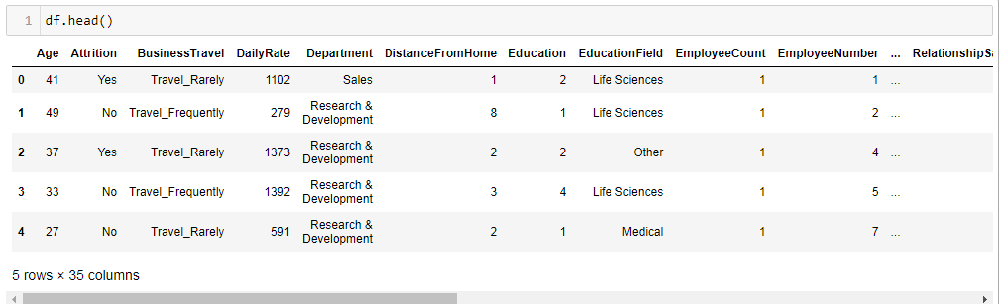 1 df.head()
Age Attrition BusinessTravel DailyRate Department DistanceFromHome Education EducationField EmployeeCount EmployeeNumber ... RelationshipSa
0 41 Yes Travel_Rarely 1102 Sales 1 2 Life Sciences 1 1 ...
1 49 No Travel_Frequently 279 Research & Development 8 1 Life Sciences 1 2 ...
2 37 Yes Travel_Rarely 1373 Research & Development 2 2 Other 1 4 ...
3 33 No Travel_Frequently 1392 Research & Development 3 4 Life Sciences 1 5 ...
4 27 No Travel_Rarely 591 Research & Development 2 1 Medical 1 7 ...
5 rows × 35 columns